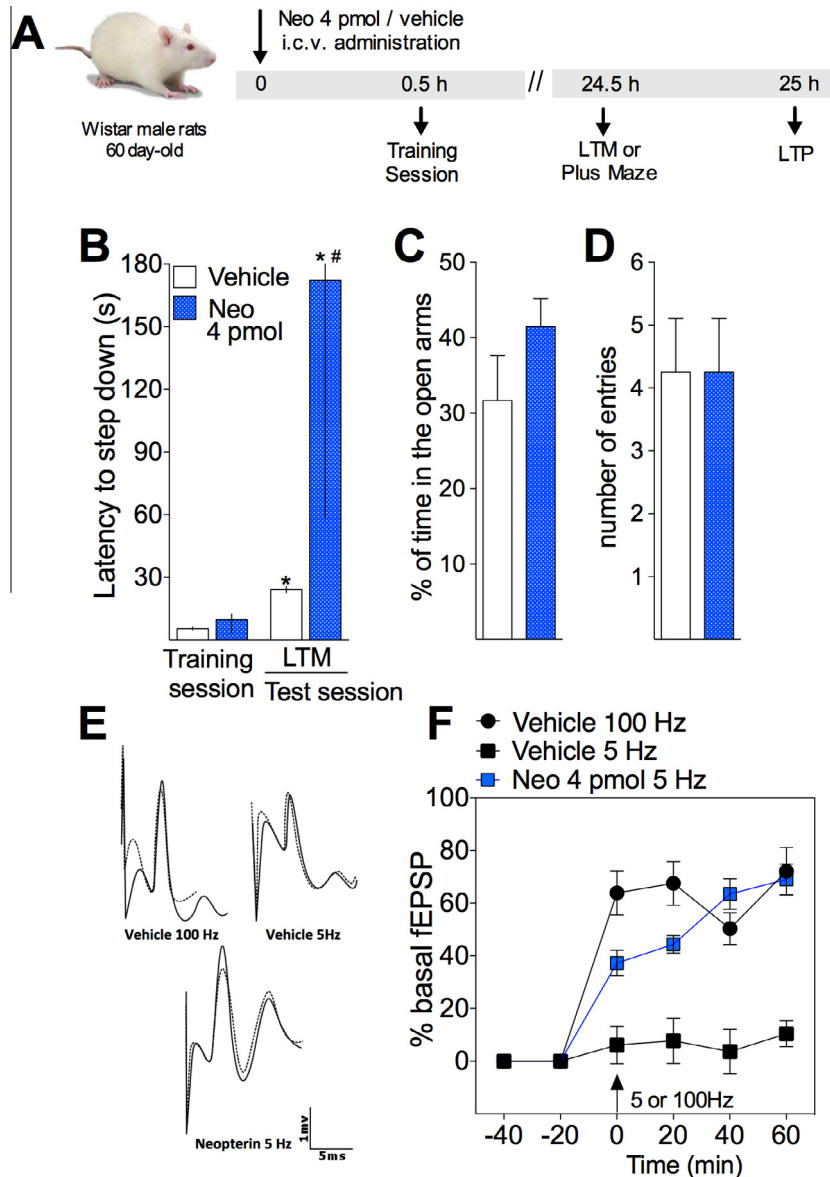 A
Neo 4 pmol / vehicle
i.c.v. administration
0
0.5 h
//
24.5 h
25 h
Wistar male rats
60 day-old
Training
Session
LTM or
Plus Maze
LTP
B
Latency to step down (s)
180
150
120
90
60
30
Vehicle
Neo
4 pmol
* #
*
Training
session
LTM
Test session
C
% of time in the open arms
50
40
30
20
10
D
number of entries
6
5
4
3
2
1
E
Vehicle 100 Hz
Vehicle 5Hz
Neopterin 5 Hz
1mv
5ms
F
Vehicle 100 Hz
Vehicle 5 Hz
Neo 4 pmol 5 Hz
% basal fEPSP
100
80
60
40
20
0
5 or 100Hz
-40 -20 0 20 40 60
Time (min)